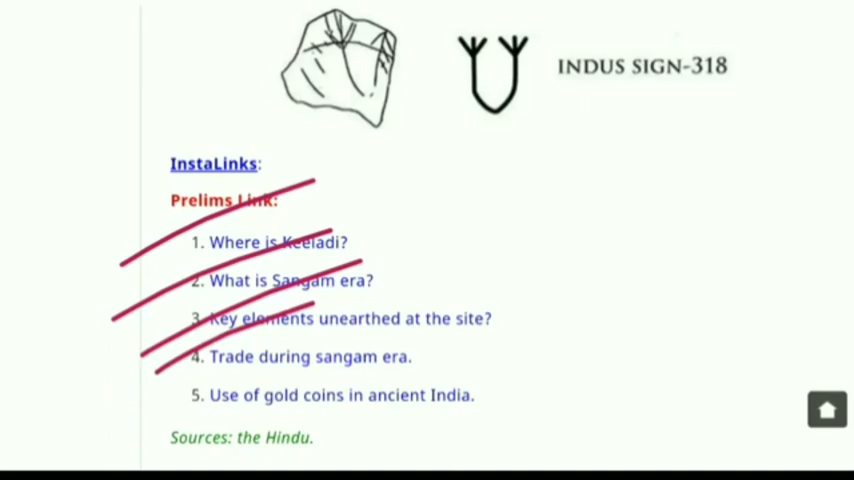 INDUS SIGN-318
InstaLinks:
Prelims Link:
1. Where is Keeladi?
2. What is Sangam era?
3. Key elements unearthed at the site?
4. Trade during sangam era.
5. Use of gold coins in ancient India.
Sources: the Hindu.